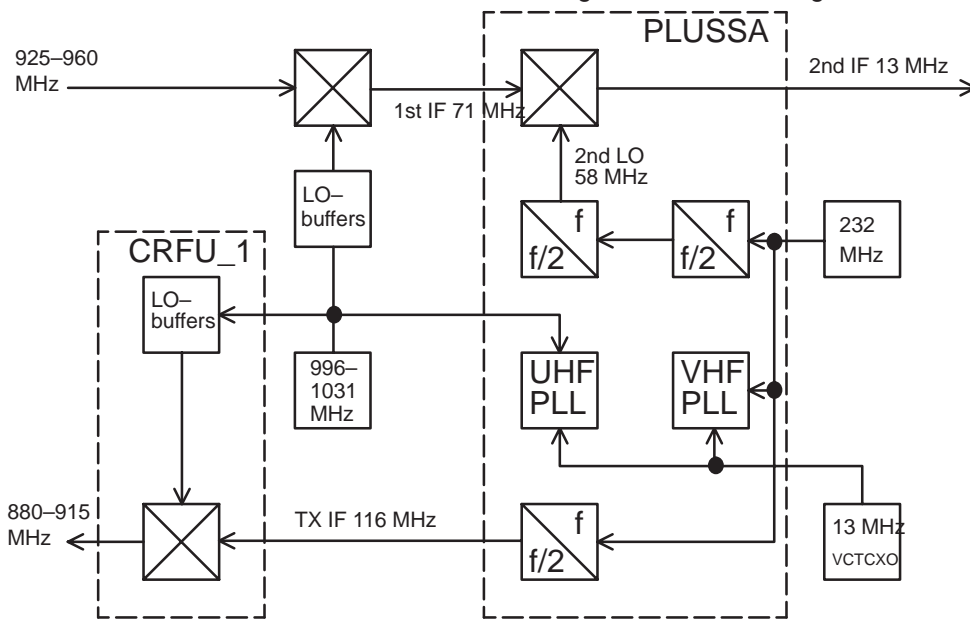 PLUSSA
925–960
MHz
2nd IF 13 MHz
1st IF 71 MHz
2nd LO
58 MHz
LO–
buffers
f
f/2
f
f/2
232
MHz
CRFU_1
LO–
buffers
996–
1031
MHz
UHF
PLL
VHF
PLL
880–915
MHz
TX IF 116 MHz
f
f/2
13 MHz
VCTCXO